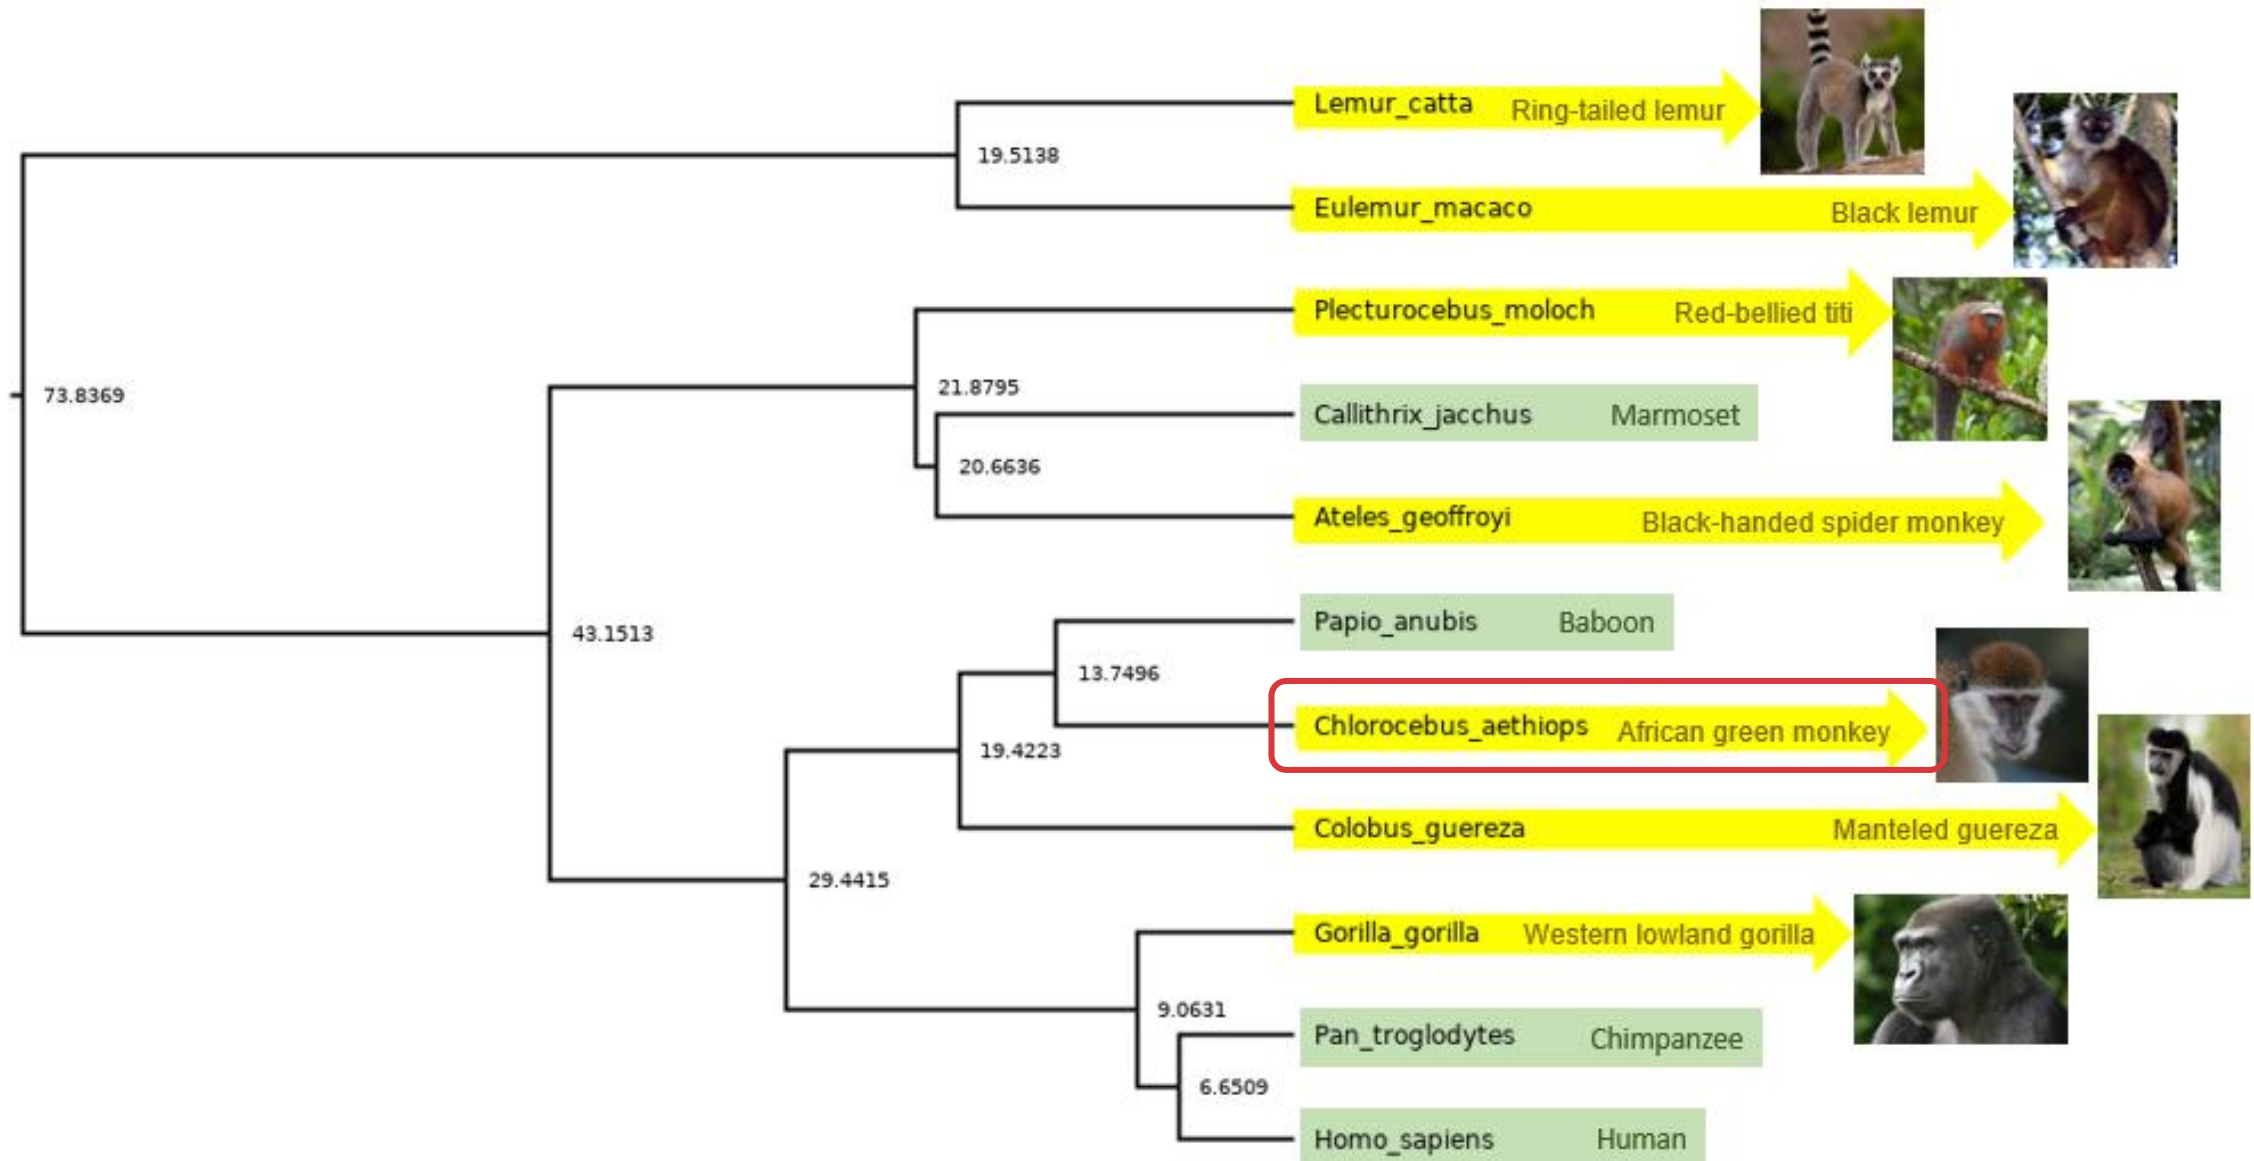 Lemur_catta Ring-tailed lemur
19.5138
Eulemur_macaco Black lemur
Plecturocebus_moloch Red-bellied titi
21.8795
73.8369
Callithrix_jacchus Marmoset
20.6636
Ateles_geoffroyi Black-handed spider monkey
Papio_anubis Baboon
43.1513
13.7496
Chlorocebus_aethiops African green monkey
19.4223
Colobus_guereza Manteled guereza
29.4415
Gorilla_gorilla Western lowland gorilla
9.0631
Pan_troglodytes Chimpanzee
6.6509
Homo_sapiens Human